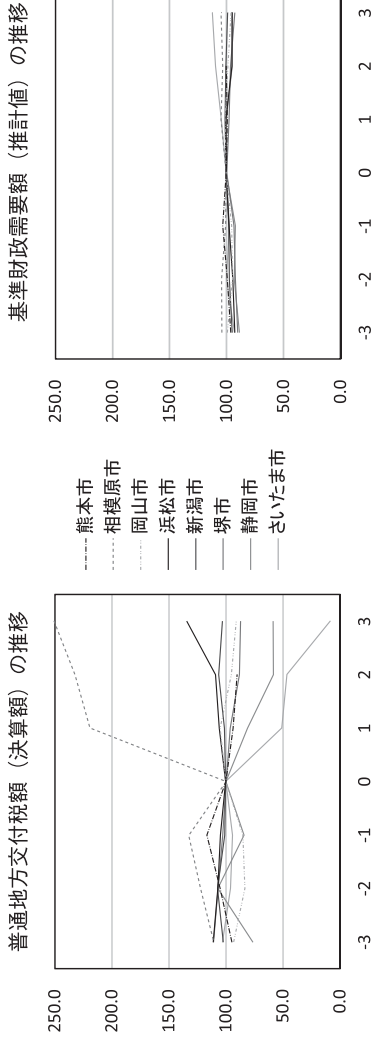 普通地方交付税額（決算額）の推移
250.0
200.0
150.0
100.0
50.0
0.0
-3 -2 -1 0 1 2 3
熊本市
相模原市
岡山市
浜松市
新潟市
堺市
静岡市
さいたま市
基準財政需要額（推計値）の推移
250.0
200.0
150.0
100.0
50.0
0.0
-3 -2 -1 0 1 2 3